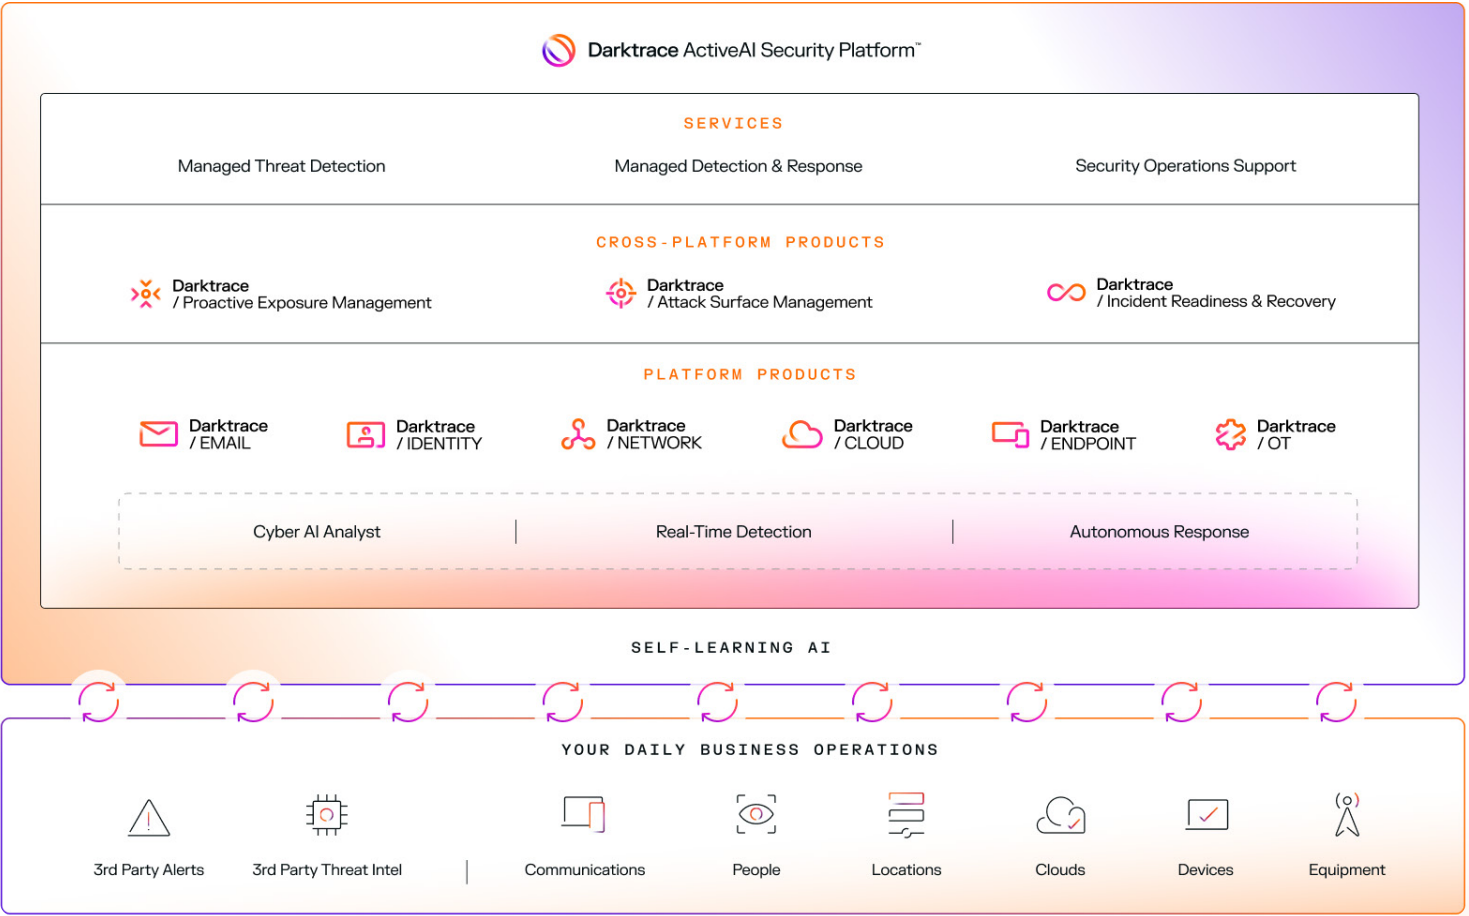 Darktrace ActiveAI Security Platform™
SERVICES
Managed Threat Detection
Managed Detection & Response
Security Operations Support
CROSS-PLATFORM PRODUCTS
Darktrace
/ Proactive Exposure Management
Darktrace
/ Attack Surface Management
Darktrace
/ Incident Readiness & Recovery
PLATFORM PRODUCTS
Darktrace
/ EMAIL
Darktrace
/ IDENTITY
Darktrace
/ NETWORK
Darktrace
/ CLOUD
Darktrace
/ ENDPOINT
Darktrace
/ OT
Cyber AI Analyst
Real-Time Detection
Autonomous Response
SELF-LEARNING AI
YOUR DAILY BUSINESS OPERATIONS
3rd Party Alerts
3rd Party Threat Intel
Communications
People
Locations
Clouds
Devices
Equipment